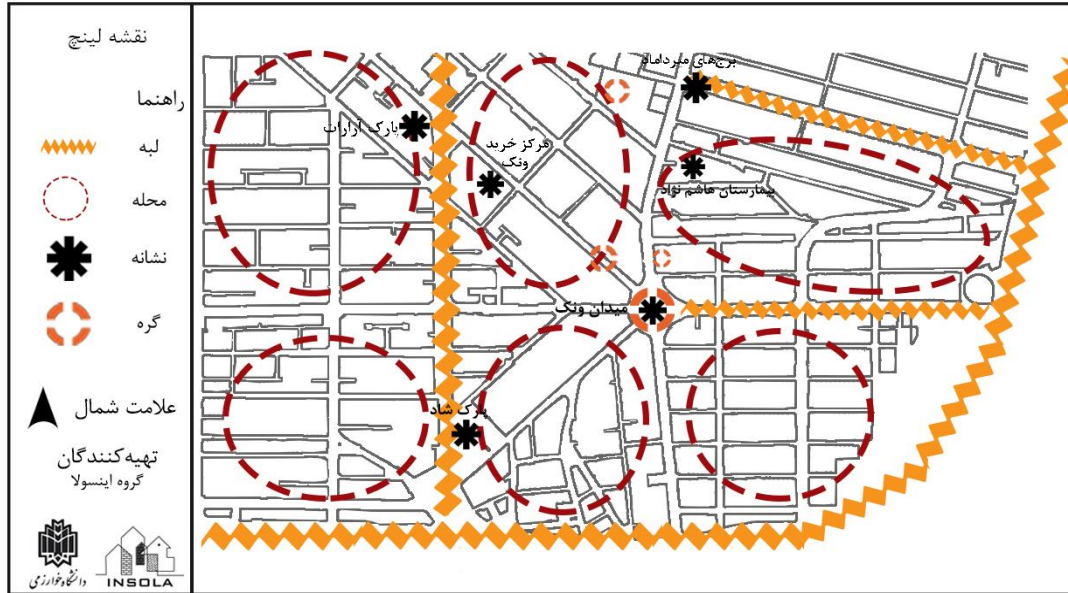 نقشه لینچ
راهنما
لبه
محله
نشانه
گره
علامت شمال
تهیه‌کنندگان
گروه اینسولا
دانشگاه خوارزمی
INSOLA
برج‌های میرداماد
پارک آرارات
مرکز خرید
ونک
بیمارستان هاشم نژاد
میدان ونک
پارک شاد